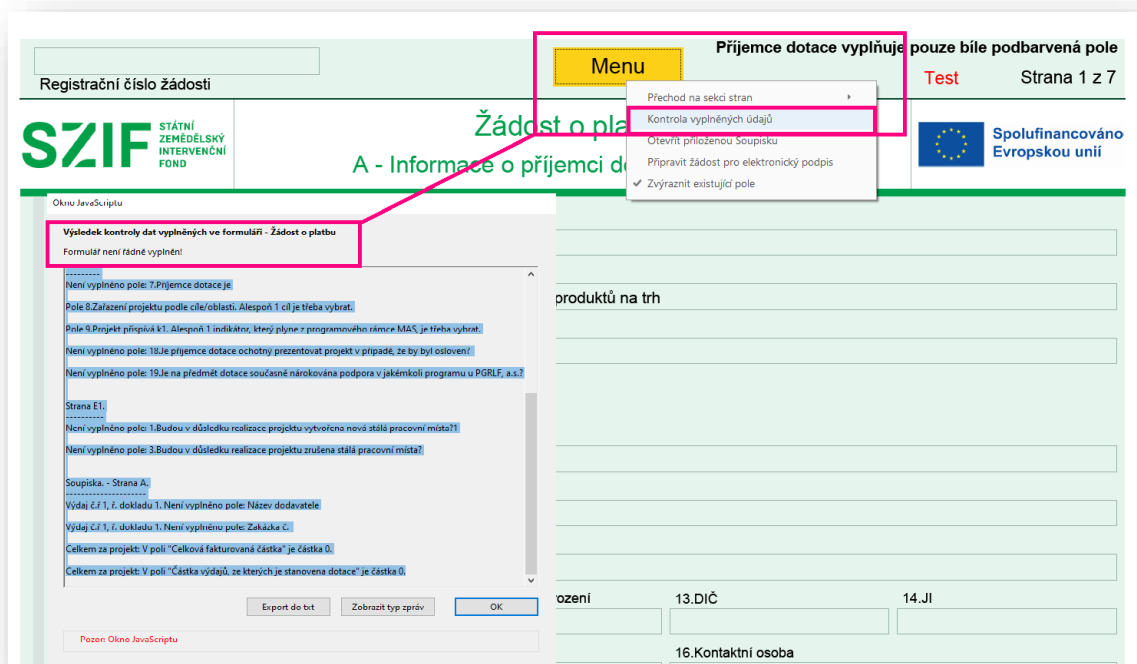 Příjemce dotace vyplňuje pouze bíle podbarvená pole
Menu
Registrační číslo žádosti
Test
Strana 1 z 7
Přechod na sekci stran
Kontrola vyplněných údajů
Otevřít přiloženou Soupisku
Připravit žádost pro elektronický podpis
Zvýraznit existující pole
SZIF
STÁTNÍ
ZEMĚDĚLSKÝ
INTERVENČNÍ
FOND
Žádost o pla
A - Informace o příjemci do
Spolufinancováno
Evropskou unií
Okno JavaScriptu
Výsledek kontroly dat vyplněných ve formuláři - Žádost o platbu
Formulář není řádně vyplněn!
----------
Není vyplněno pole: 7.Příjemce dotace je
Pole 8.Zařazení projektu podle cíle/oblasti. Alespoň 1 cíl je třeba vybrat.
Pole 9.Projekt přispívá k1. Alespoň 1 indikátor, který plyne z programového rámce MAS, je třeba vybrat.
Není vyplněno pole: 18.Je příjemce dotace ochotný prezentovat projekt v případě, že by byl osloven?
Není vyplněno pole: 19.Je na předmět dotace současně nárokována podpora v jakémkoli programu u PGRLF, a.s.?
Strana E1.
----------
Není vyplněno pole: 1.Budou v důsledku realizace projektu vytvořena nová stálá pracovní místa?1
Není vyplněno pole: 3.Budou v důsledku realizace projektu zrušena stálá pracovní místa?
Soupiska. - Strana A.
----------------------
Výdaj č.ř 1, ř. dokladu 1. Není vyplněno pole: Název dodavatele
Výdaj č.ř 1, ř. dokladu 1. Není vyplněno pole: Zakázka č.
Celkem za projekt: V poli "Celková fakturovaná částka" je částka 0.
Celkem za projekt: V poli "Částka výdajů, ze kterých je stanovena dotace" je částka 0.
Export do txt
Zobrazit typ zpráv
OK
Pozor: Okno JavaScriptu
produktů na trh
rození
13.DIČ
14.JI
16.Kontaktní osoba